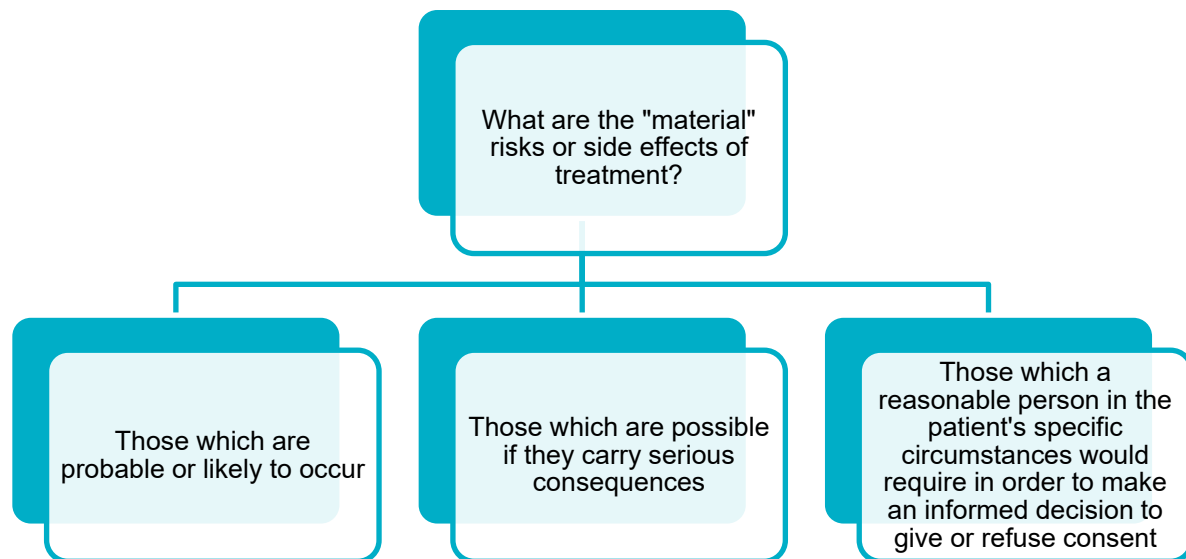 What are the "material"
risks or side effects of
treatment?
Those which are
probable or likely to occur
Those which are possible
if they carry serious
consequences
Those which a
reasonable person in the
patient's specific
circumstances would
require in order to make
an informed decision to
give or refuse consent